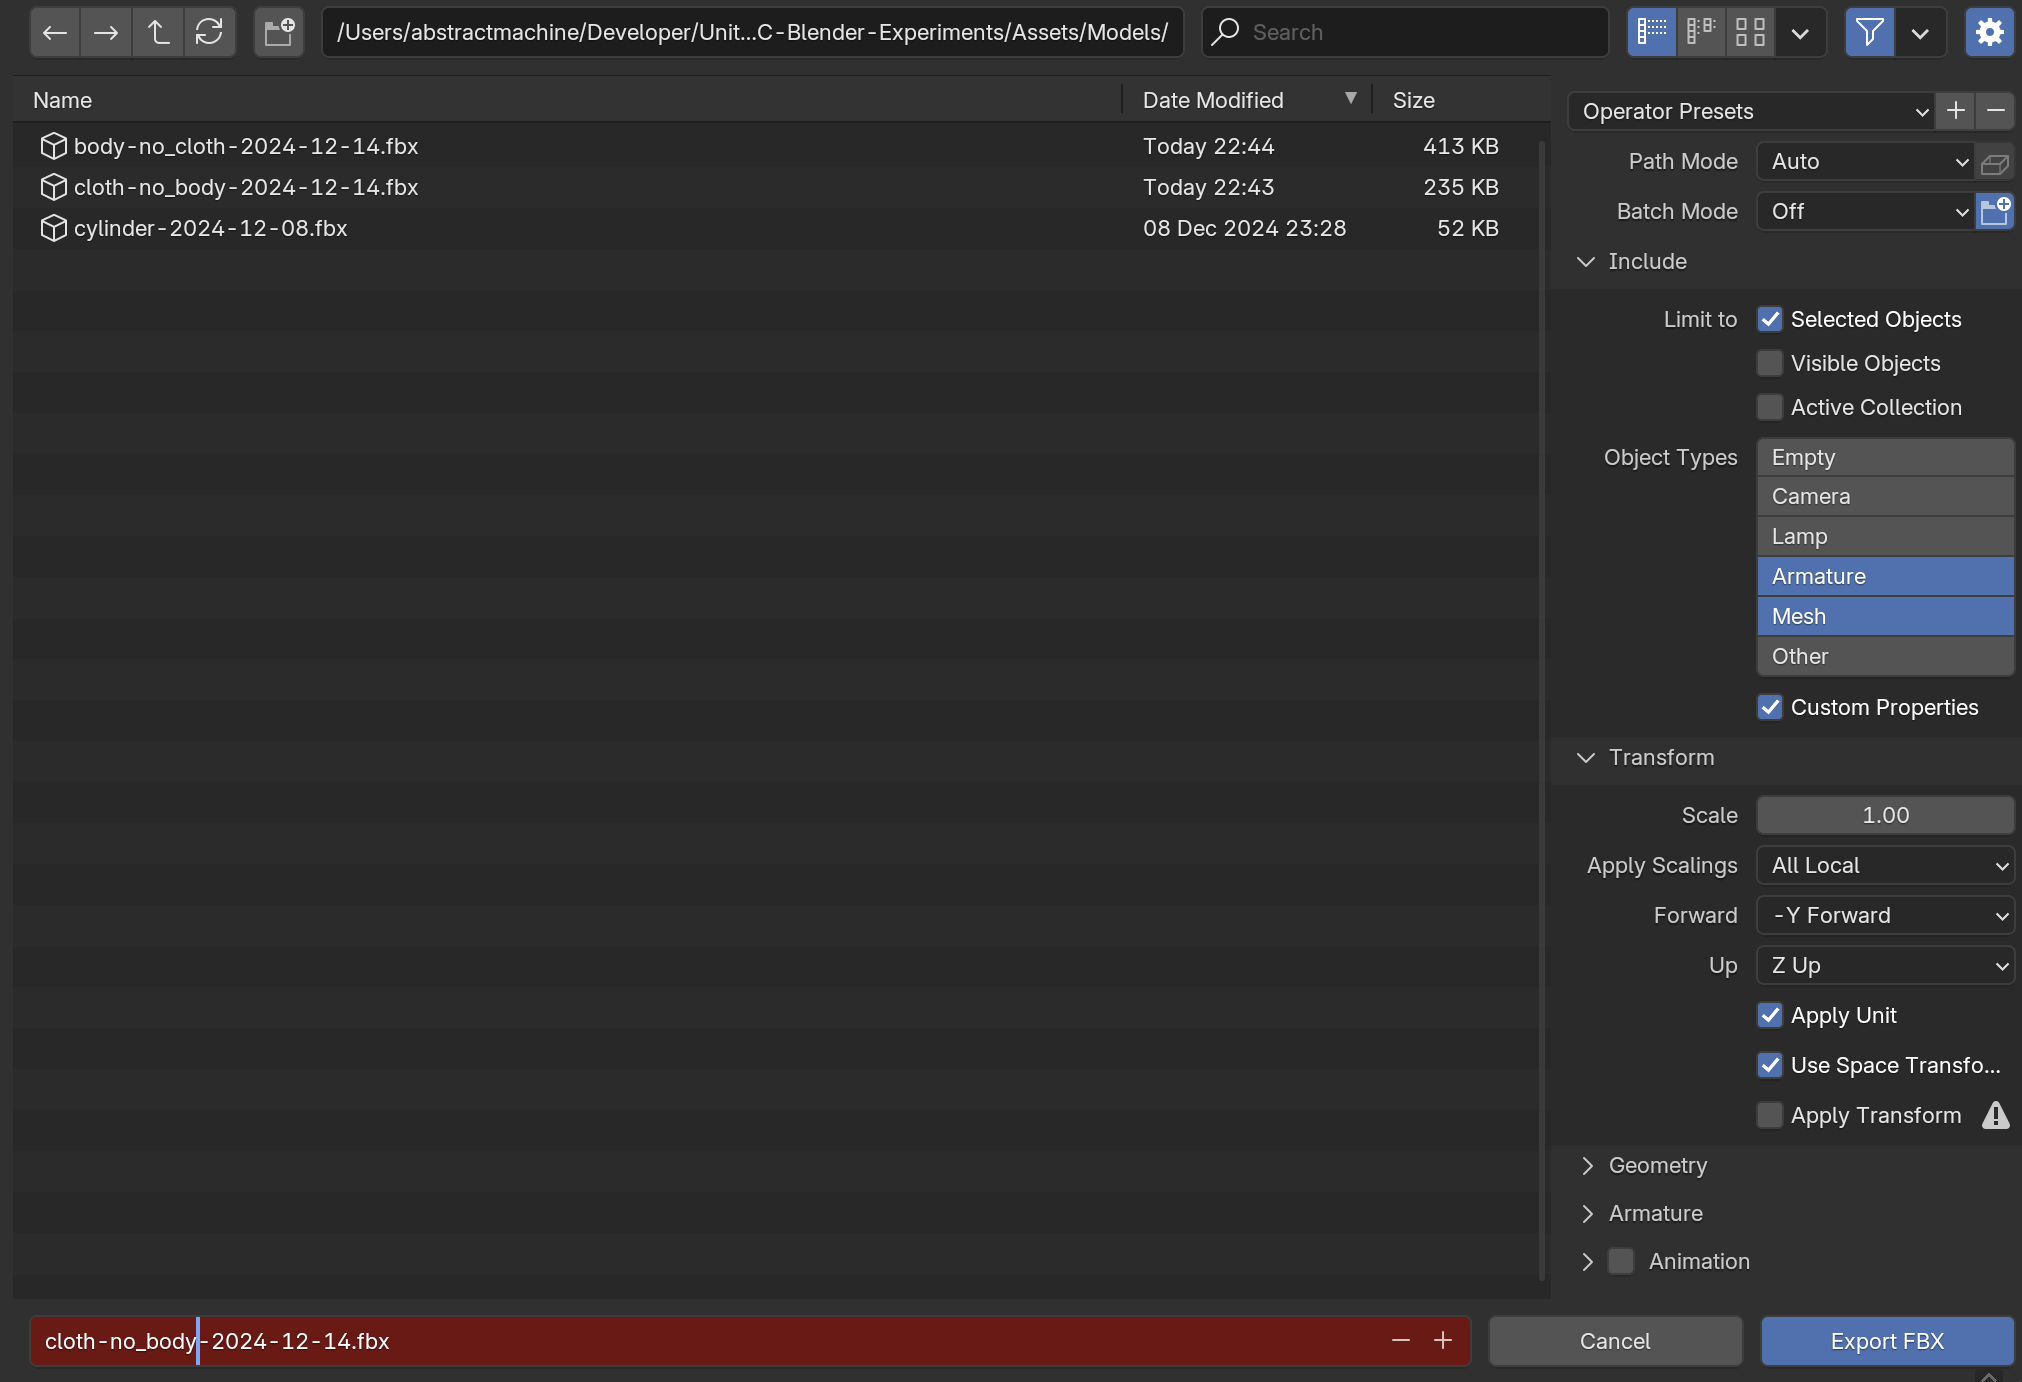 /Users/abstractmachine/Developer/Unit...C-Blender-Experiments/Assets/Models/
Search
Name Date Modified Size
body-no_cloth-2024-12-14.fbx Today 22:44 413 KB
cloth-no_body-2024-12-14.fbx Today 22:43 235 KB
cylinder-2024-12-08.fbx 08 Dec 2024 23:28 52 KB
Operator Presets
Path Mode Auto
Batch Mode Off
Include
Limit to Selected Objects
Visible Objects
Active Collection
Object Types Empty
Camera
Lamp
Armature
Mesh
Other
Custom Properties
Transform
Scale 1.00
Apply Scalings All Local
Forward -Y Forward
Up Z Up
Apply Unit
Use Space Transfo...
Apply Transform
Geometry
Armature
Animation
cloth-no_body-2024-12-14.fbx
Cancel
Export FBX